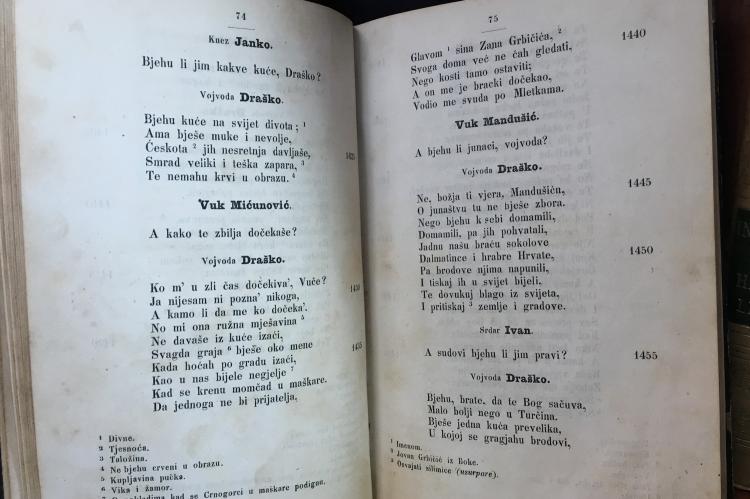 74
Knez Janko.
Bjehu li jim kakve kuće, Draško?
Vojvoda Draško.
Bjehu kuće na svijet divota; ¹
Ama bješe muke i nevolje,
Ćeskota ² jih nesretnja davljaše, 1425
Smrad veliki i teška zapara, ³
Te nemahu krvi u obrazu. ⁴
Vuk Mićunović.
A kako te zbilja dočekaše?
Vojvoda Draško.
Ko m' u zli čas dočekiva', Vuče?
Ja nijesam ni pozna' nikoga, 1430
A kamo li da me ko dočeka'.
No mi ona ružna mješavina ⁵
Ne davaše iz kuće izaći,
Svagda graja ⁶ bješe oko mene
Kada hoćah po gradu izaći, 1435
Kao u nas bijele negjelje ⁷
Kad se krenu momčad u maškare.
Da jednoga ne bi prijatelja,
¹ Divne.
² Tjesnoća.
³ Taložina.
⁴ Ne bjehu crveni u obrazu.
⁵ Kupljavina pučka.
⁶ Vika i žamor.
kad se Crnogorci u maškare podignu.
75
Glavom ¹ sina Zana Grbičića, ²
Svoga doma već ne ćah gledati, 1440
Nego kosti tamo ostaviti;
A on me je bracki dočekao,
Vodio me svuda po Mletkama.
Vuk Mandušić.
A bjehu li junaci, vojvoda?
Vojvoda Draško.
Ne, božja ti vjera, Mandušiću, 1445
O junaštvu tu ne bješe zbora.
Nego bjehu k sebi domamili,
Domamili, pa jih pohvatali,
Jadnu našu braću sokolove
Dalmatince i hrabre Hrvate, 1450
Pa brodove njima napunili,
I tiskaj ih u svijet bijeli.
Te dovukuj blago iz svijeta,
I pritiskaj ³ zemlje i gradove.
Srdar Ivan.
A sudovi bjehu li jim pravi? 1455
Vojvoda Draško.
Bjehu, brate, da te Bog sačuva,
Malo bolji nego u Turčina.
Bješe jedna kuća prevelika,
U kojoj se gragjahu brodovi,
¹ Imenom.
² Jovan Grbičić iz Boke.
³ Osvajati silimice (usurpare).